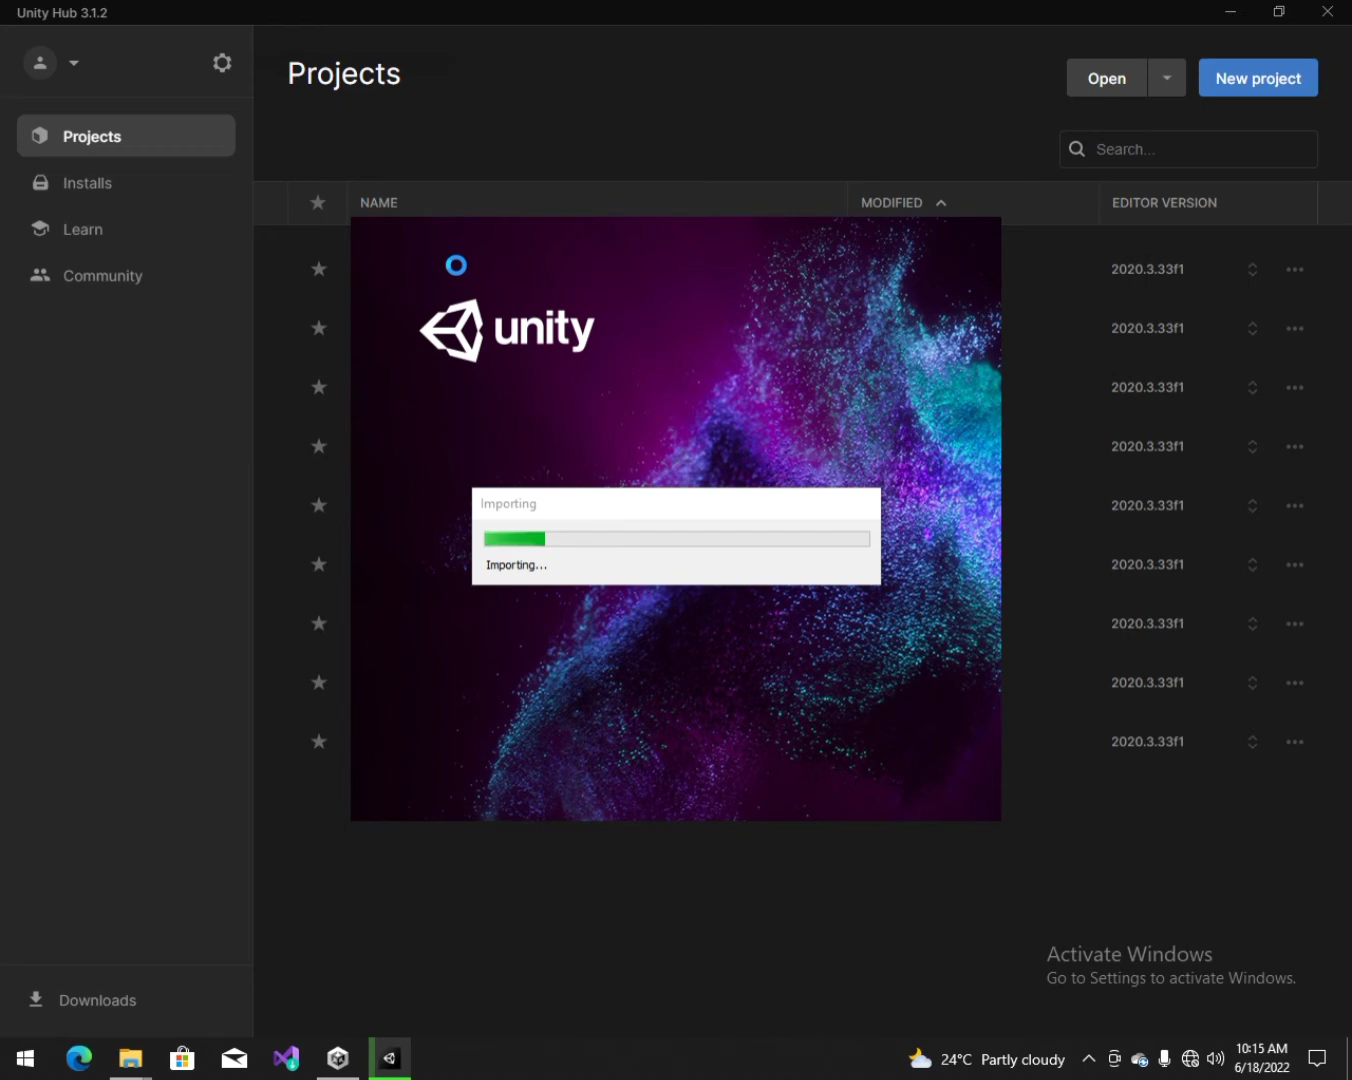 Unity Hub 3.1.2
Projects
Open
New project
Projects
Search...
Installs
NAME
MODIFIED
EDITOR VERSION
Learn
Community
2020.3.33f1
unity
2020.3.33f1
2020.3.33f1
2020.3.33f1
Importing
2020.3.33f1
Importing...
2020.3.33f1
2020.3.33f1
2020.3.33f1
2020.3.33f1
Activate Windows
Go to Settings to activate Windows.
Downloads
24°C Partly cloudy
10:15 AM
6/18/2022